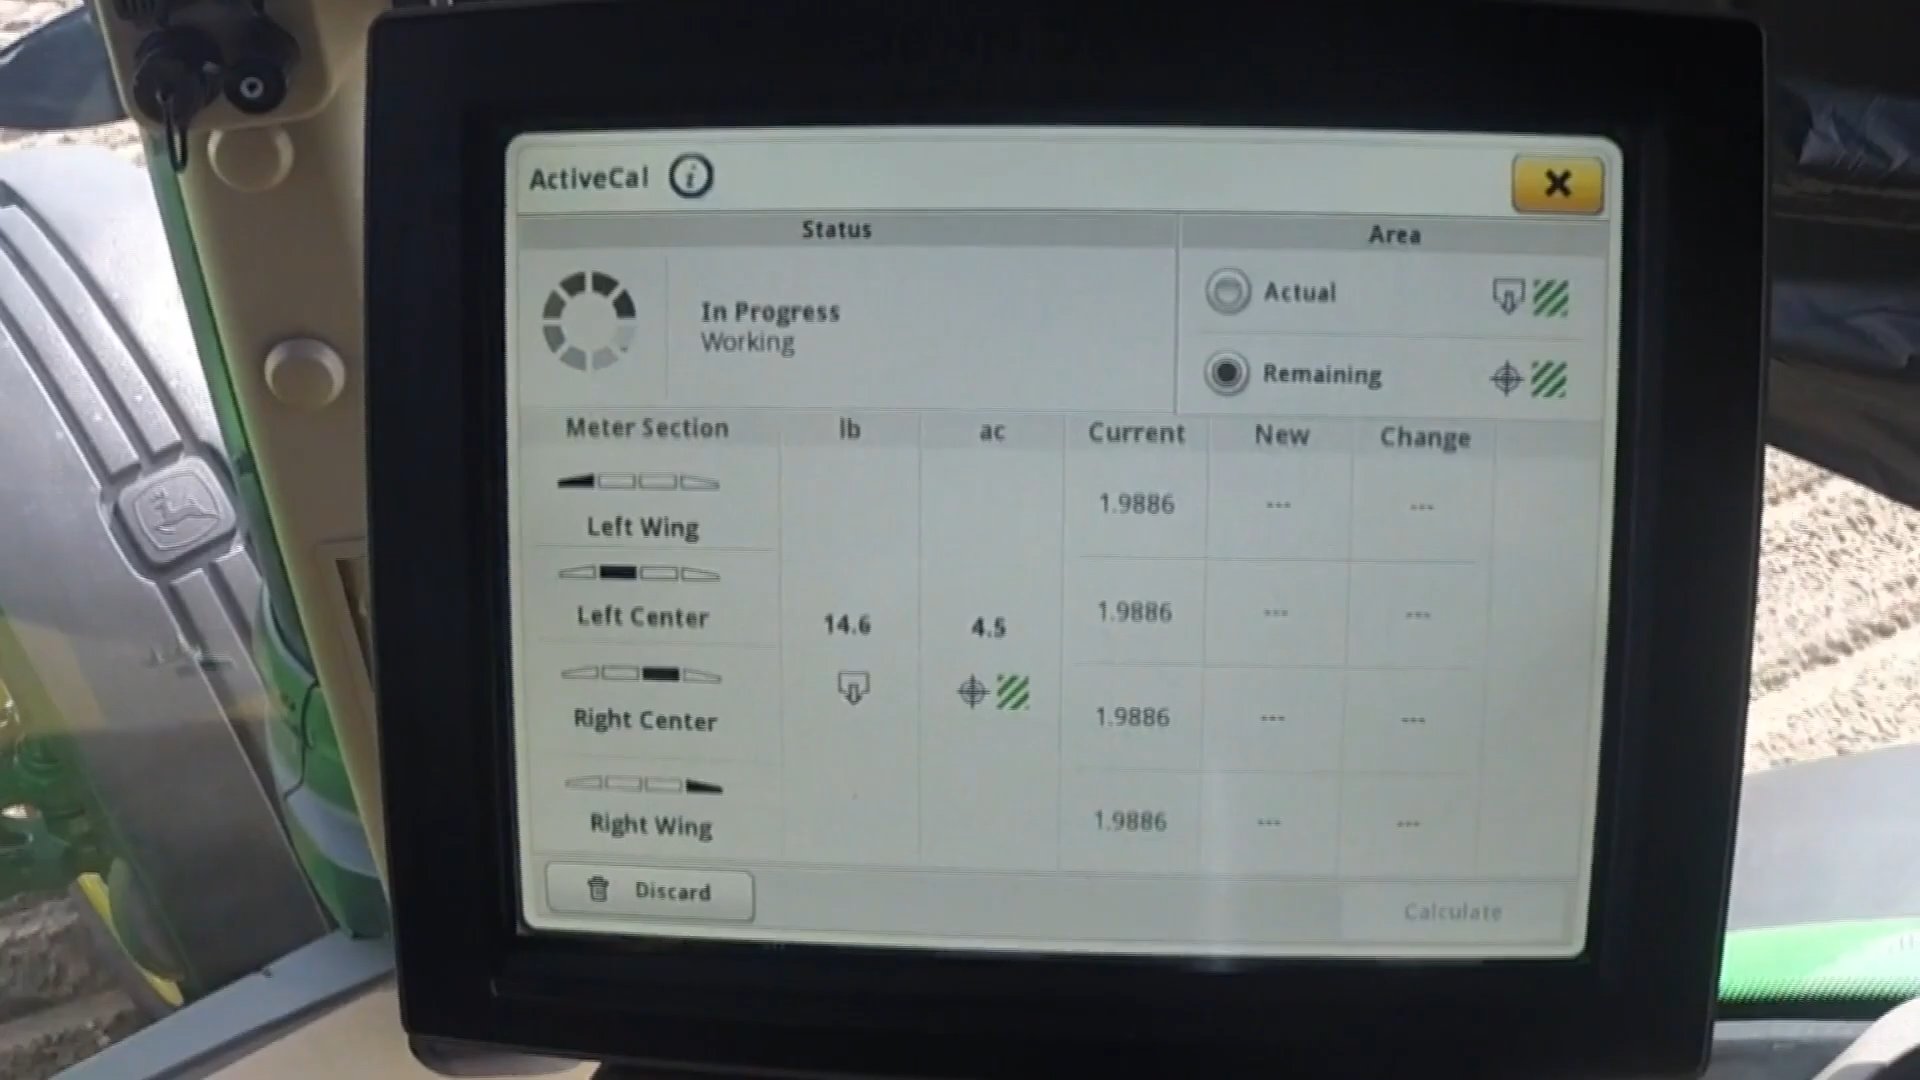 ActiveCal
Status
Area
In Progress
Working
Actual
Remaining
Meter Section lb ac Current New Change
Left Wing
1.9886 --- ---
Left Center
1.9886 --- ---
14.6 4.5
Right Center
1.9886 --- ---
Right Wing
1.9886 --- ---
Discard
Calculate